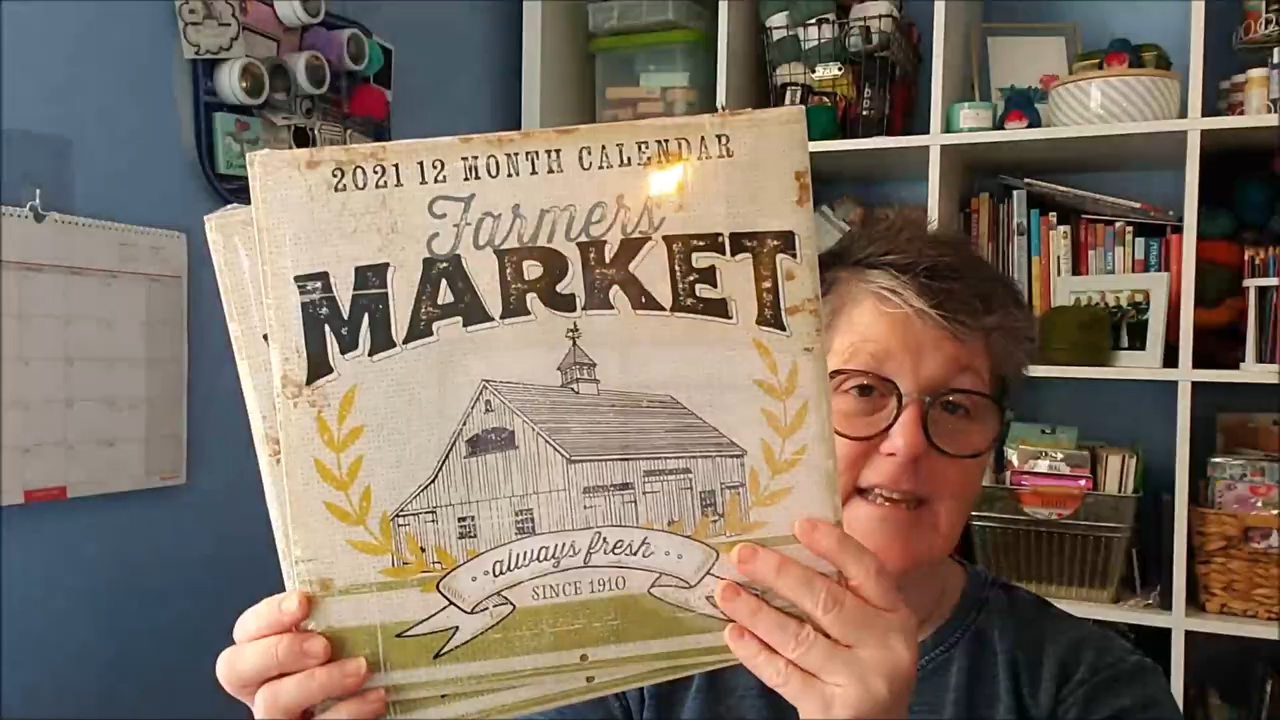 2021 12 MONTH CALENDAR
Farmers
MARKET
always fresh
SINCE 1910